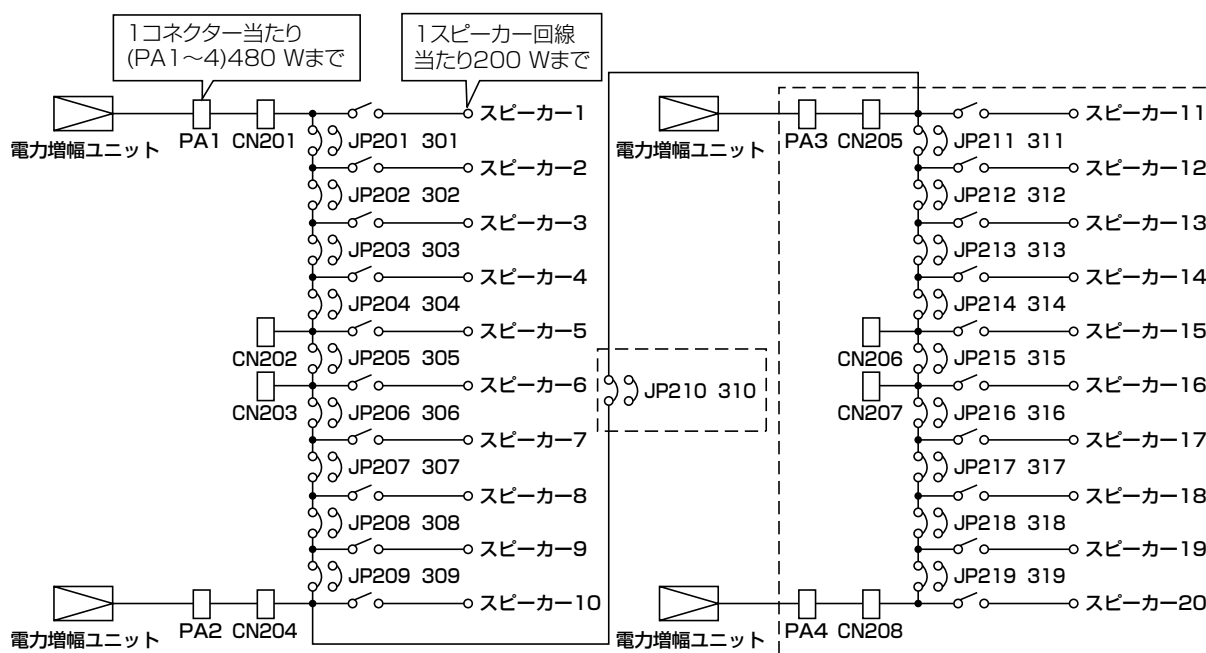 1コネクター当たり
(PA1～4)480 Wまで
1スピーカー回線
当たり200 Wまで
電力増幅ユニット
PA1 CN201
スピーカー1
JP201 301
スピーカー2
JP202 302
スピーカー3
JP203 303
スピーカー4
JP204 304
CN202
スピーカー5
JP205 305
CN203
スピーカー6
JP206 306
スピーカー7
JP207 307
スピーカー8
JP208 308
スピーカー9
JP209 309
電力増幅ユニット
PA2 CN204
スピーカー10
JP210 310
電力増幅ユニット
PA3 CN205
スピーカー11
JP211 311
スピーカー12
JP212 312
スピーカー13
JP213 313
スピーカー14
JP214 314
CN206
スピーカー15
JP215 315
CN207
スピーカー16
JP216 316
スピーカー17
JP217 317
スピーカー18
JP218 318
スピーカー19
JP219 319
電力増幅ユニット
PA4 CN208
スピーカー20